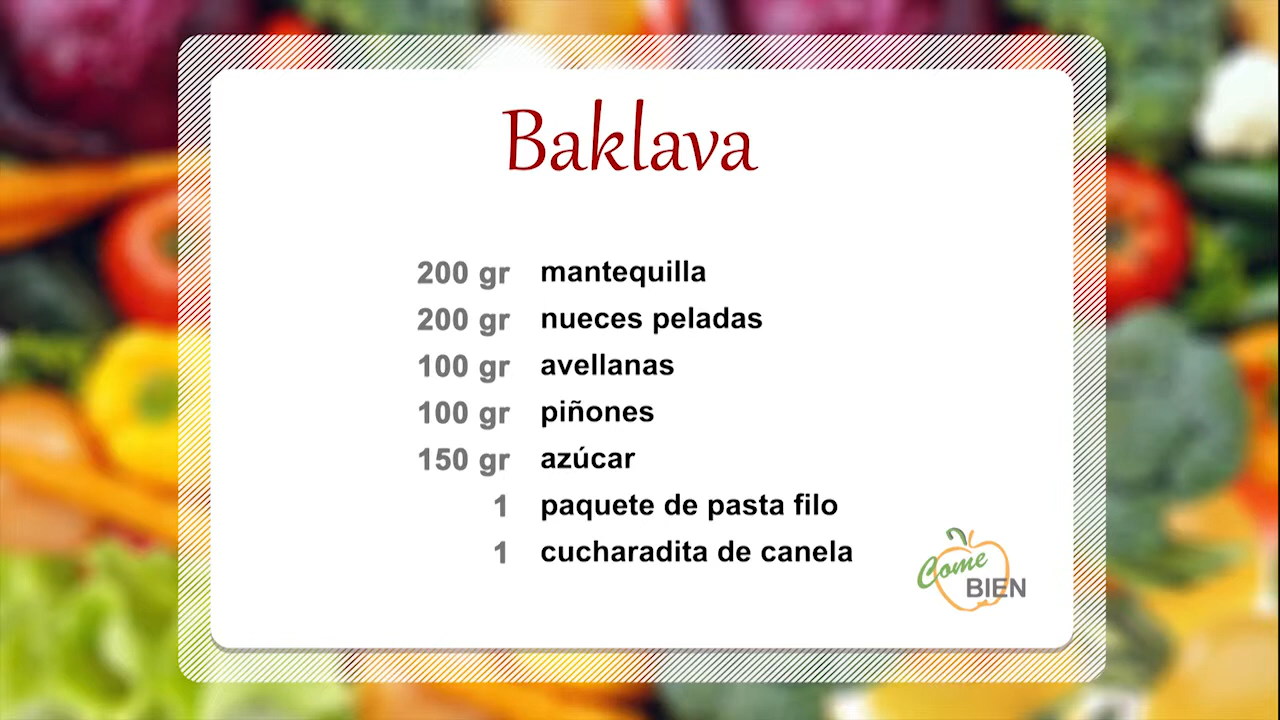 Baklava
200 gr mantequilla
200 gr nueces peladas
100 gr avellanas
100 gr piñones
150 gr azúcar
1 paquete de pasta filo
1 cucharadita de canela
Come
BIEN